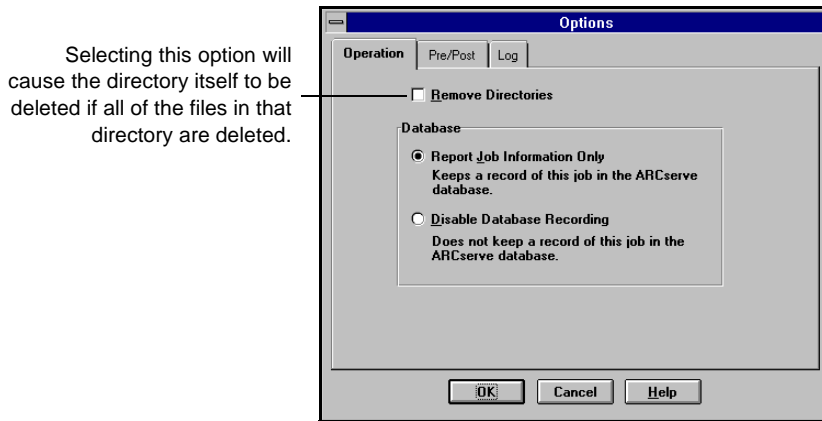 Options
Operation
Pre/Post
Log
Selecting this option will
cause the directory itself to be
deleted if all of the files in that
directory are deleted.
Remove Directories
Database
Report Job Information Only
Keeps a record of this job in the ARCserve
database.
Disable Database Recording
Does not keep a record of this job in the
ARCserve database.
OK
Cancel
Help